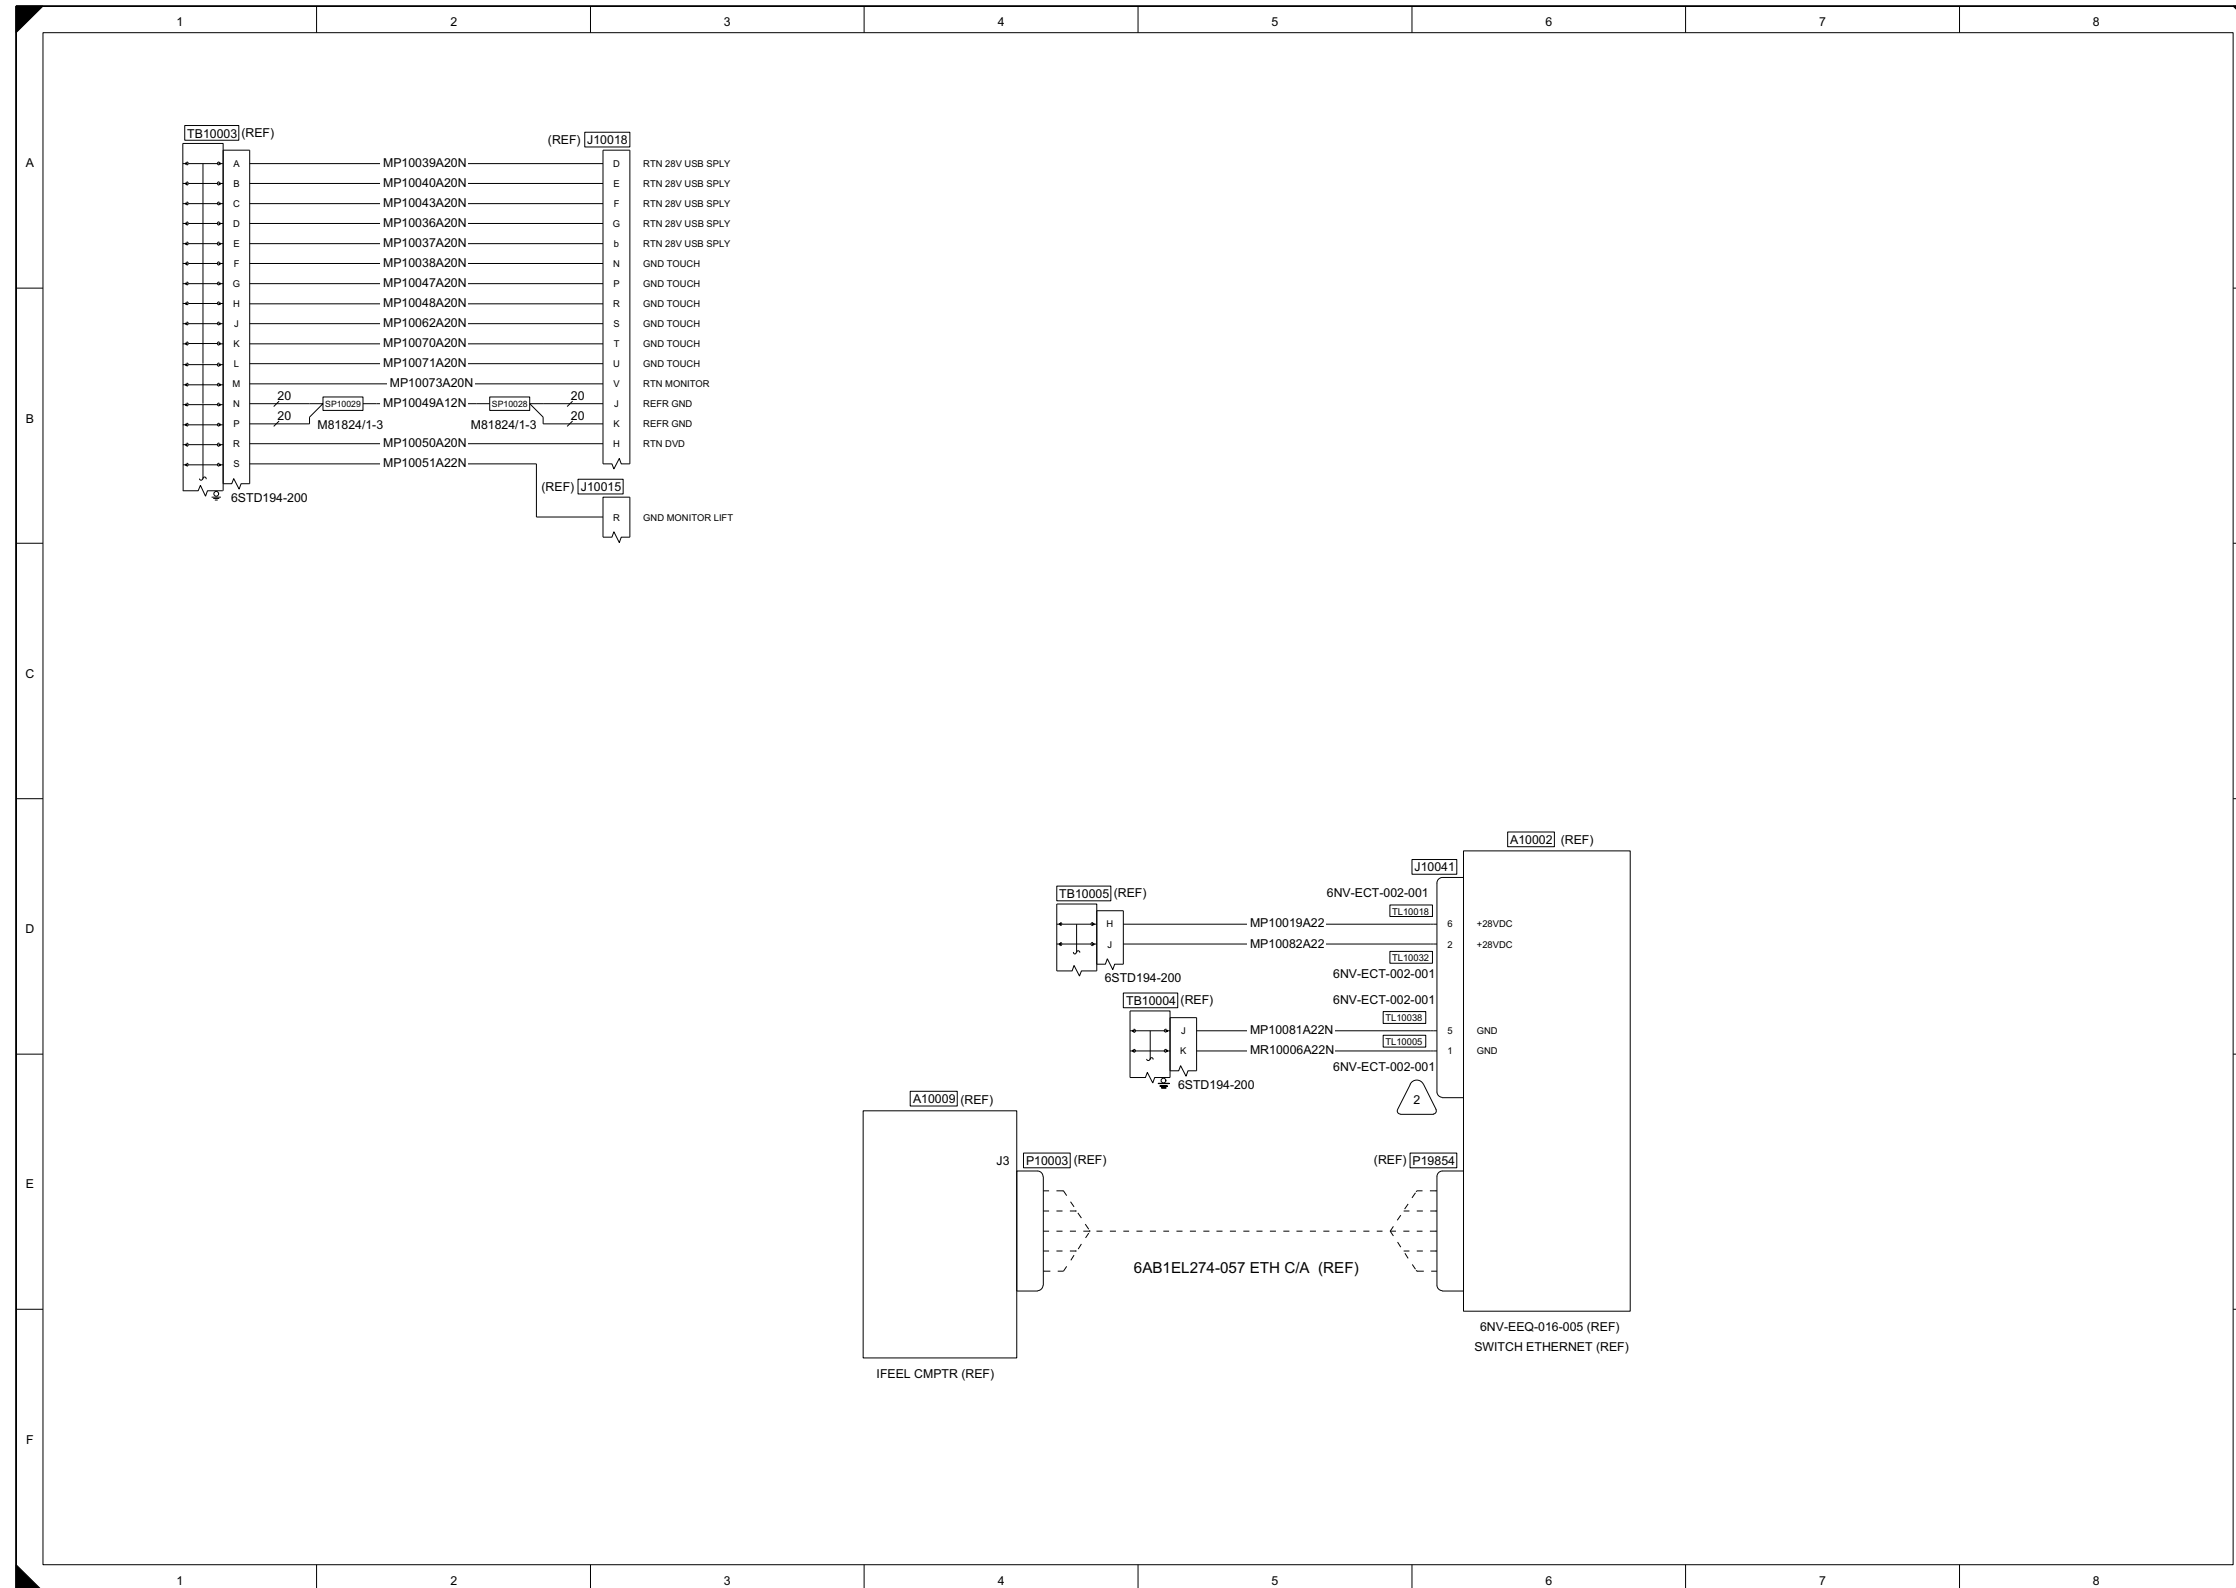 1 2 3 4 5 6 7 8
TB10003 (REF)
(REF) J10018
A
A MP10039A20N D RTN 28V USB SPLY
B MP10040A20N E RTN 28V USB SPLY
C MP10043A20N F RTN 28V USB SPLY
D MP10036A20N G RTN 28V USB SPLY
E MP10037A20N b RTN 28V USB SPLY
F MP10038A20N N GND TOUCH
G MP10047A20N P GND TOUCH
H MP10048A20N R GND TOUCH
J MP10062A20N S GND TOUCH
K MP10070A20N T GND TOUCH
L MP10071A20N U GND TOUCH
M MP10073A20N V RTN MONITOR
N 20 SP10029 MP10049A12N SP10028 20 J REFR GND
B
P 20 M81824/1-3 M81824/1-3 20 K REFR GND
R MP10050A20N H RTN DVD
S MP10051A22N
6STD194-200
(REF) J10015
R GND MONITOR LIFT
C
A10002 (REF)
J10041
TB10005 (REF) 6NV-ECT-002-001
TL10018
D
H MP10019A22 6 +28VDC
J MP10082A22 2 +28VDC
TL10032
6STD194-200 6NV-ECT-002-001
TB10004 (REF) 6NV-ECT-002-001
TL10038
J MP10081A22N 5 GND
TL10005
K MR10006A22N 1 GND
6NV-ECT-002-001
6STD194-200
2
A10009 (REF)
J3 P10003 (REF) (REF) P19854
E
6AB1EL274-057 ETH C/A (REF)
6NV-EEQ-016-005 (REF)
SWITCH ETHERNET (REF)
IFEEL CMPTR (REF)
F
1 2 3 4 5 6 7 8